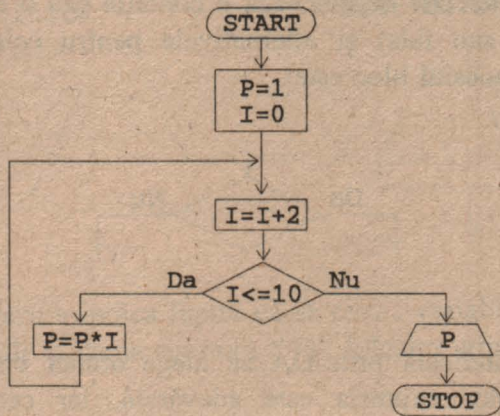 START
P=1
I=0
I=I+2
Da
I<=10
Nu
P=P*I
P
STOP